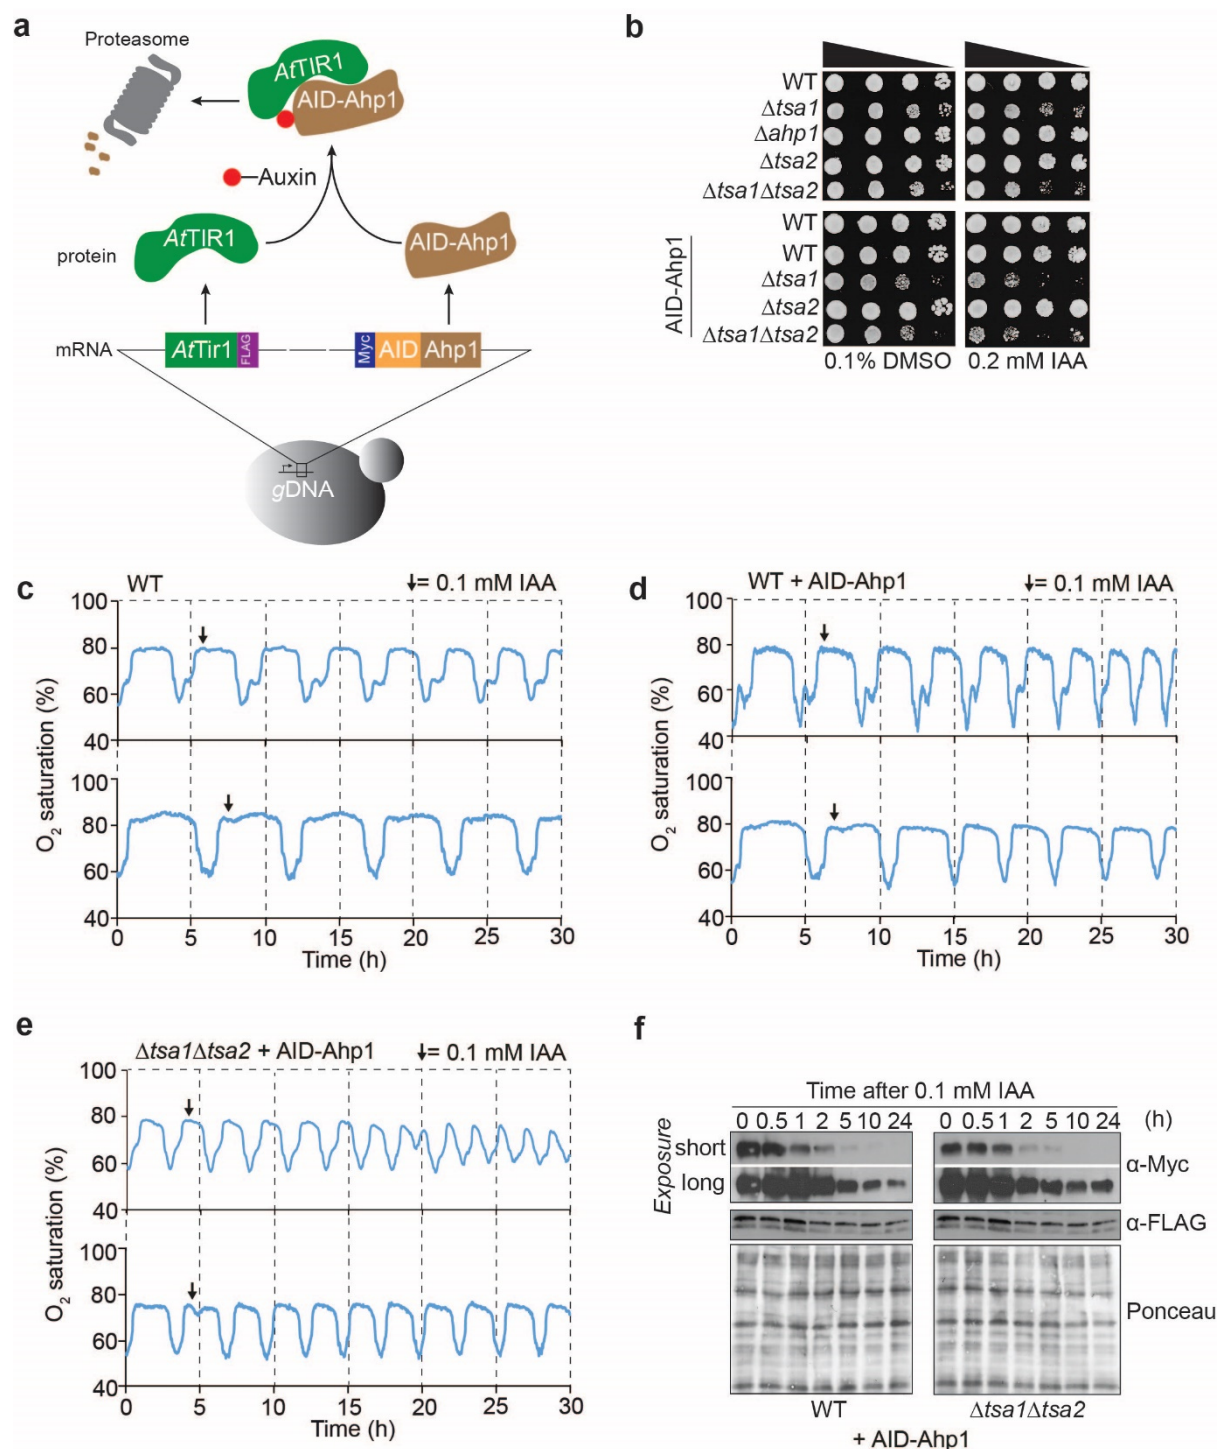 a
Proteasome
AtTIR1
AID-Ahp1
Auxin
protein
AtTIR1
AID-Ahp1
mRNA
AtTir1
FLAG
Myc
AID
Ahp1
gDNA
b
WT
Δtsa1
Δahp1
Δtsa2
Δtsa1Δtsa2
AID-Ahp1
WT
WT
Δtsa1
Δtsa2
Δtsa1Δtsa2
0.1% DMSO 0.2 mM IAA
c
WT = 0.1 mM IAA
O2 saturation (%)
100
80
60
40
100
80
60
40
0 5 10 15 20 25 30
Time (h)
d
WT + AID-Ahp1 = 0.1 mM IAA
O2 saturation (%)
100
80
60
40
100
80
60
40
0 5 10 15 20 25 30
Time (h)
e
Δtsa1Δtsa2 + AID-Ahp1 = 0.1 mM IAA
O2 saturation (%)
100
80
60
40
100
80
60
40
0 5 10 15 20 25 30
Time (h)
f
Time after 0.1 mM IAA
0 0.5 1 2 5 10 24 0 0.5 1 2 5 10 24 (h)
Exposure
short
long
α-Myc
α-FLAG
Ponceau
WT Δtsa1Δtsa2
+ AID-Ahp1